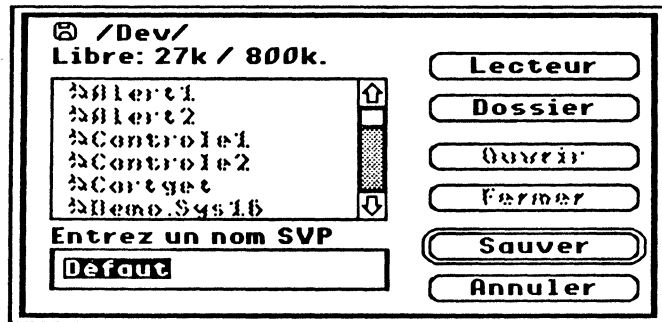 /Dev/
Libre: 27k / 800k.
Alert1
Alert2
Controle1
Controle2
Cortget
Demo.Sys16
Entrez un nom SVP
Défaut
Lecteur
Dossier
Ouvrir
Fermer
Sauver
Annuler